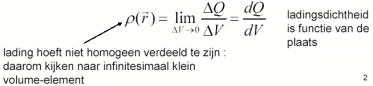 ρ(r⃗) = lim ΔV→0 ΔQ/ΔV = dQ/dV
ladingsdichtheid
is functie van de
plaats
lading hoeft niet homogeen verdeeld te zijn :
daarom kijken naar infinitesimaal klein
volume-element
2